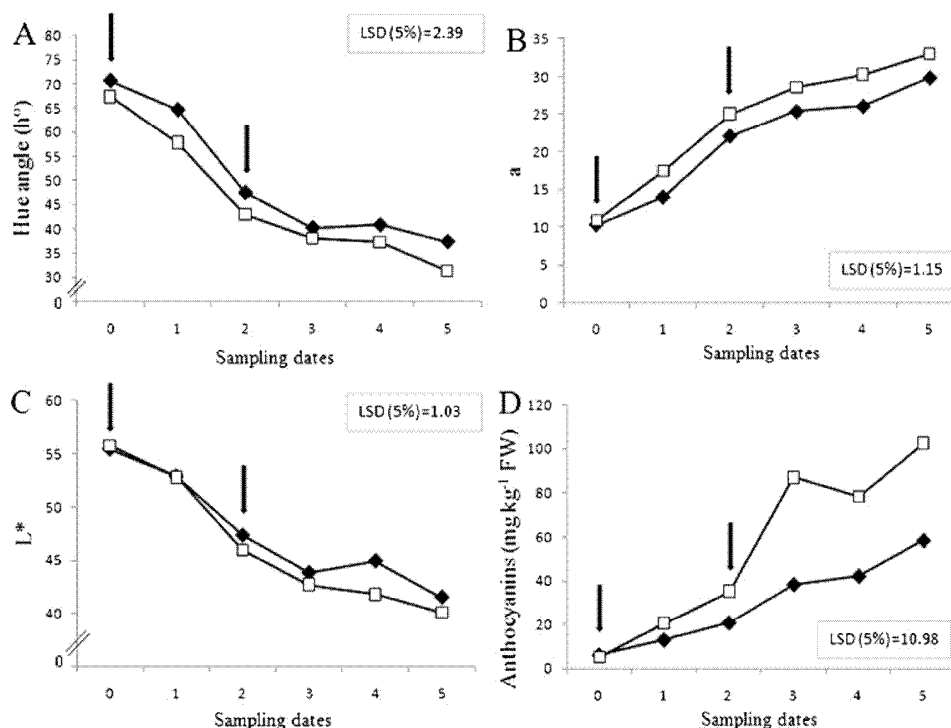 A
LSD (5%)=2.39
Hue angle (h°)
80
75
70
65
60
55
50
45
40
35
30
0
0 1 2 3 4 5
Sampling dates
B
a
35
30
25
20
15
10
5
0
LSD (5%)=1.15
0 1 2 3 4 5
Sampling dates
C
LSD (5%)=1.03
L*
60
55
50
45
40
0
0 1 2 3 4 5
Sampling dates
D
Anthocyanins (mg kg-1 FW)
120
100
80
60
40
20
0
LSD (5%)=10.98
0 1 2 3 4 5
Sampling dates